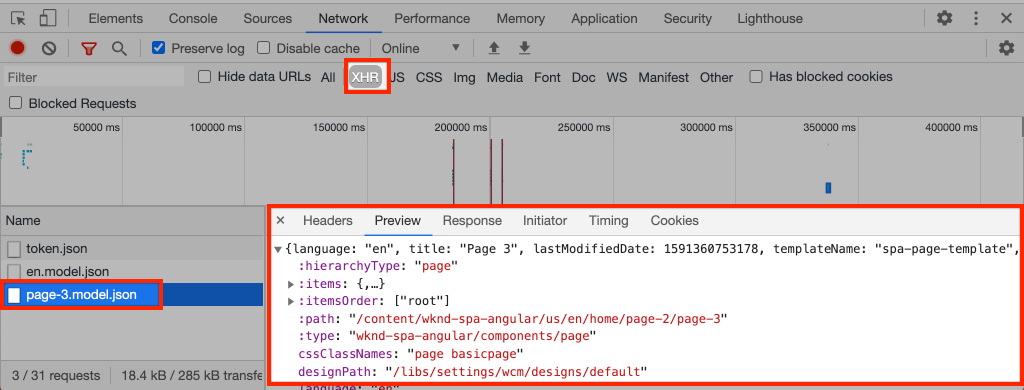 Elements Console Sources Network Performance Memory Application Security Lighthouse
Preserve log Disable cache Online
Filter Hide data URLs All XHR JS CSS Img Media Font Doc WS Manifest Other Has blocked cookies
Blocked Requests
50000 ms 100000 ms 150000 ms 200000 ms 250000 ms 300000 ms 350000 ms 400000 ms
Name
token.json
en.model.json
page-3.model.json
3 / 31 requests 18.4 kB / 285 kB transfe
× Headers Preview Response Initiator Timing Cookies
{language: "en", title: "Page 3", lastModifiedDate: 1591360753178, templateName: "spa-page-template",
:hierarchyType: "page"
:items: {,…}
:itemsOrder: ["root"]
:path: "/content/wknd-spa-angular/us/en/home/page-2/page-3"
:type: "wknd-spa-angular/components/page"
cssClassNames: "page basicpage"
designPath: "/libs/settings/wcm/designs/default"
language: "en"